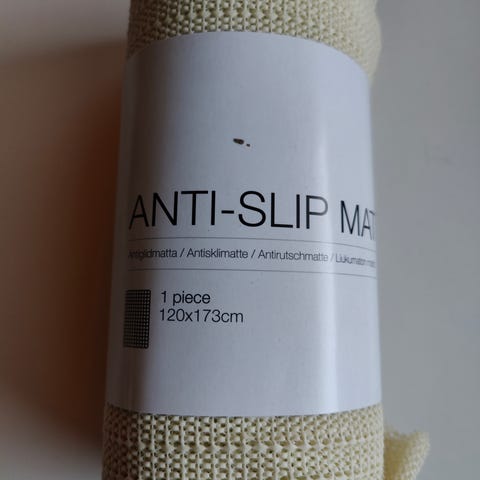 ANTI-SLIP MAT
Antiglidmatta / Antisklimatte / Antirutschmatte / Liukumaton
1 piece
120x173cm